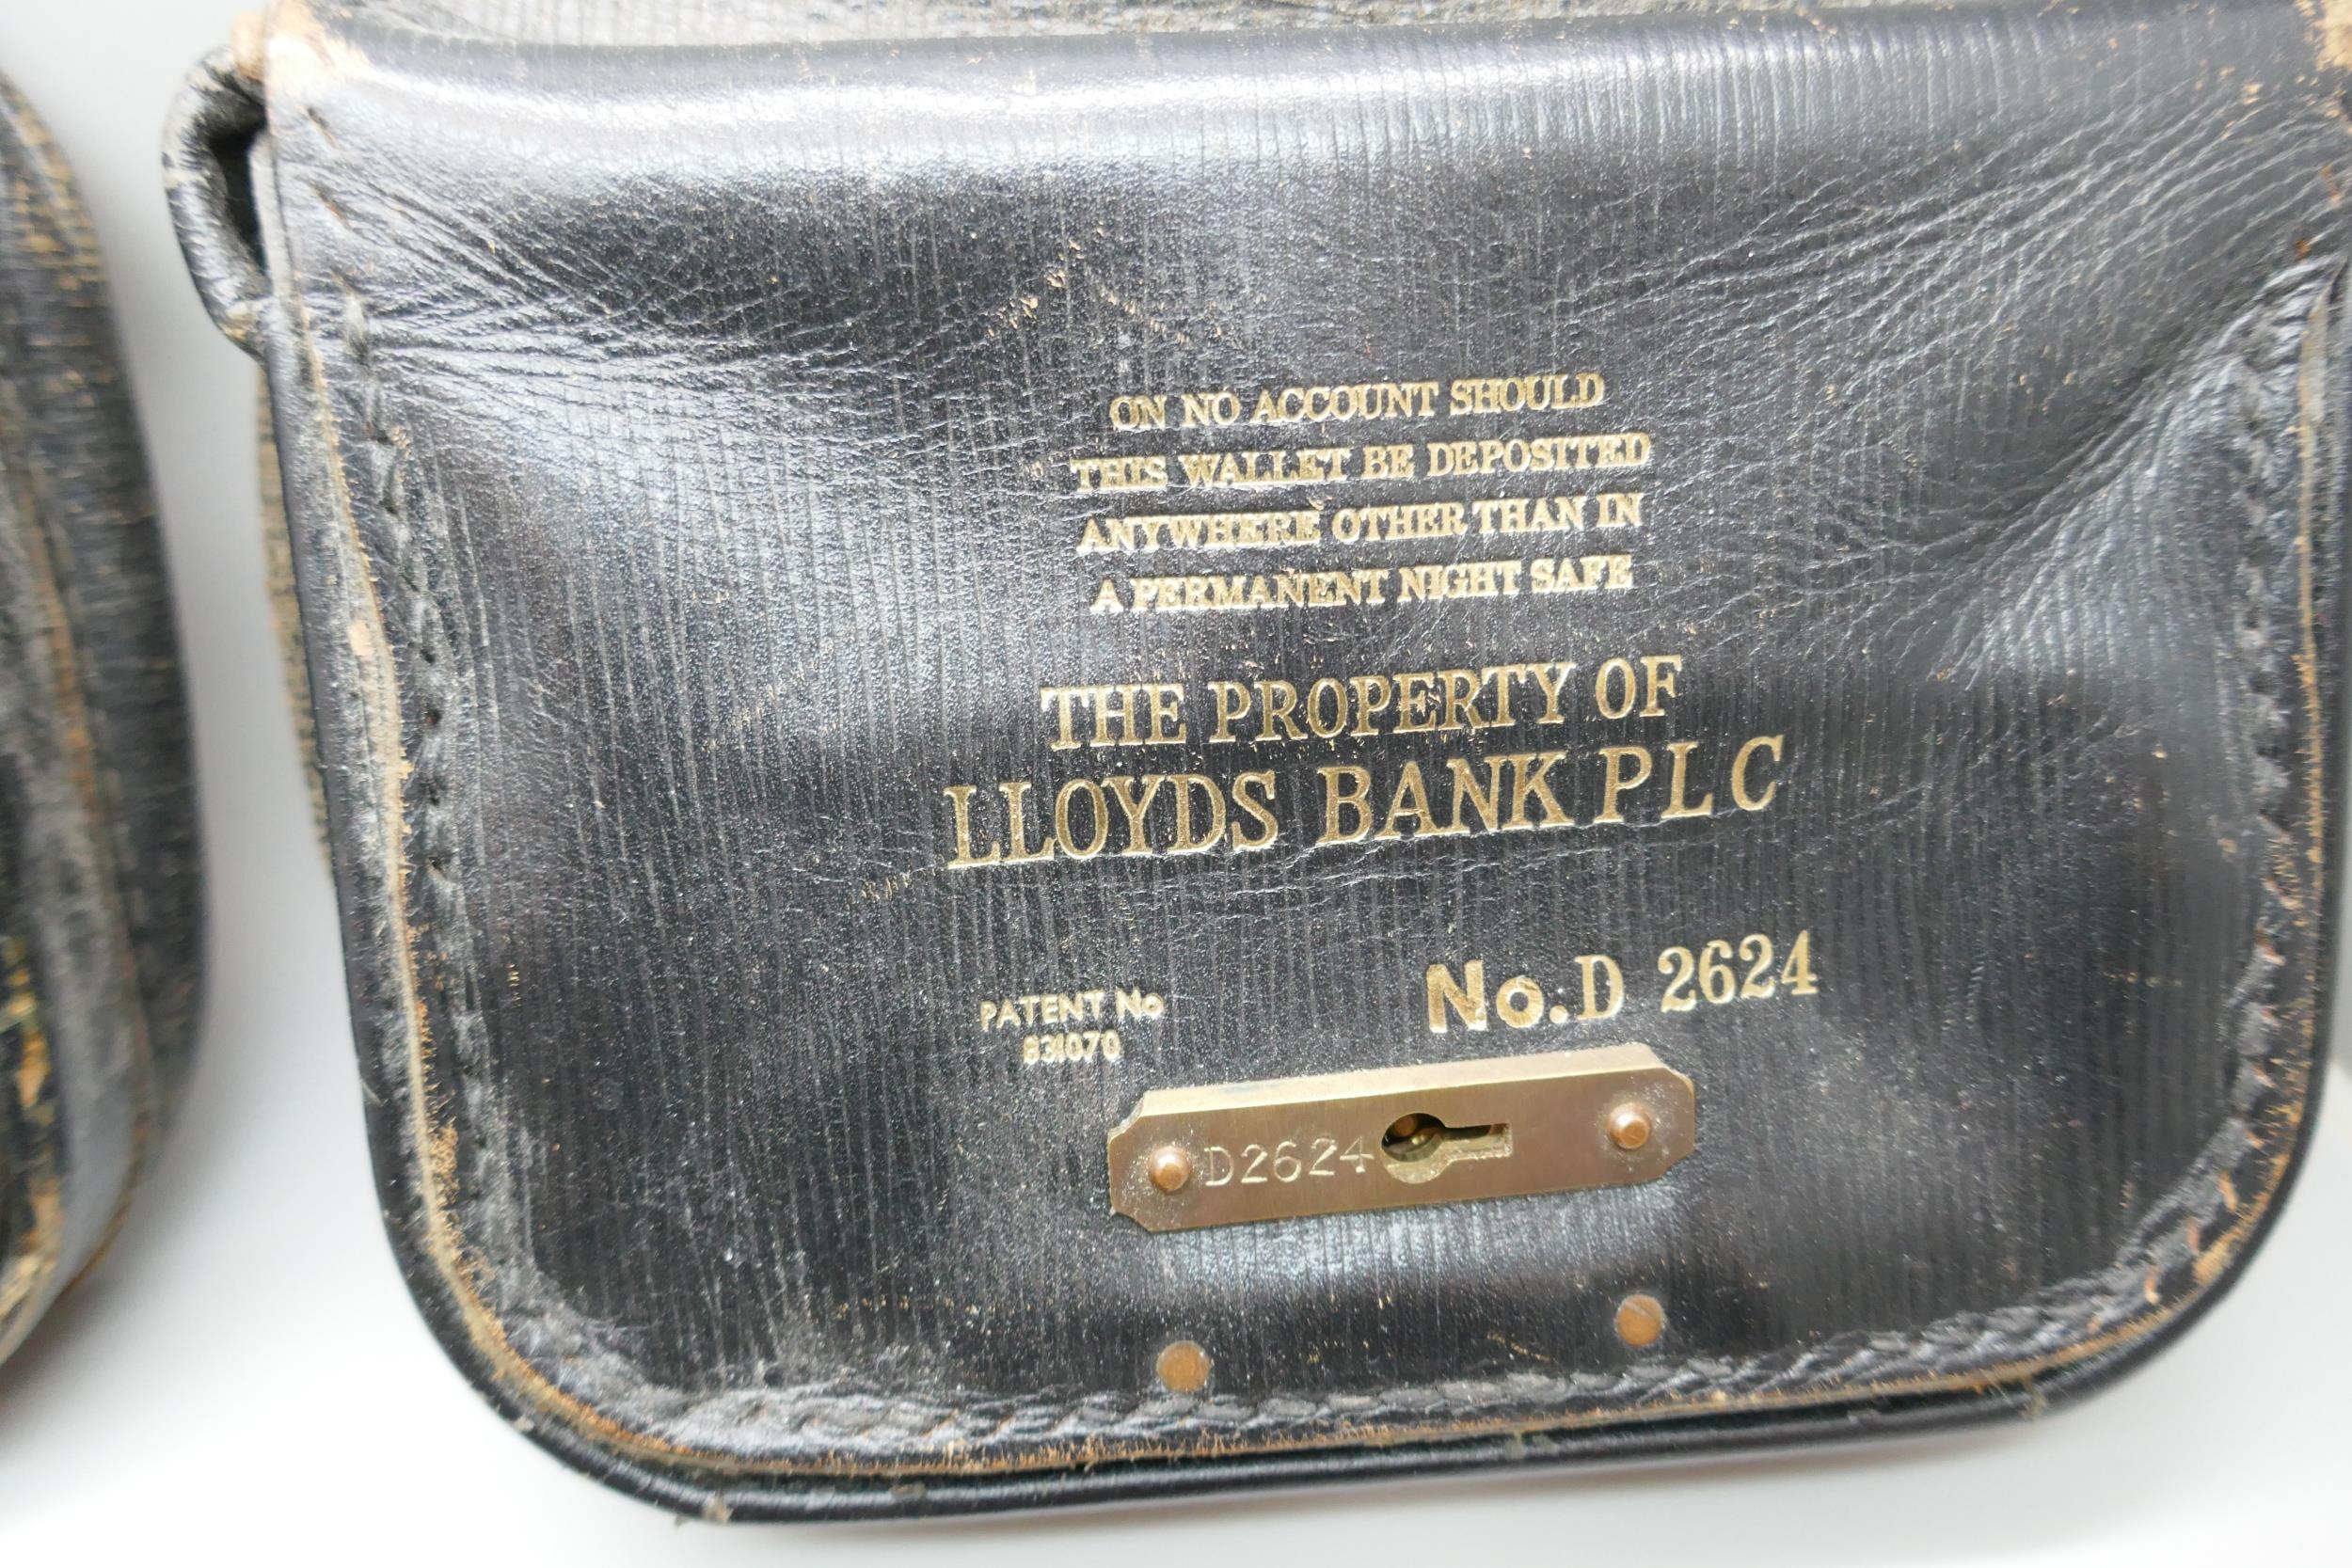 ON NO ACCOUNT SHOULD
THIS WALLET BE DEPOSITED
ANYWHERE OTHER THAN IN
A PERMANENT NIGHT SAFE
THE PROPERTY OF
LLOYDS BANK PLC
No. D 2624
PATENT No
831070
D2624